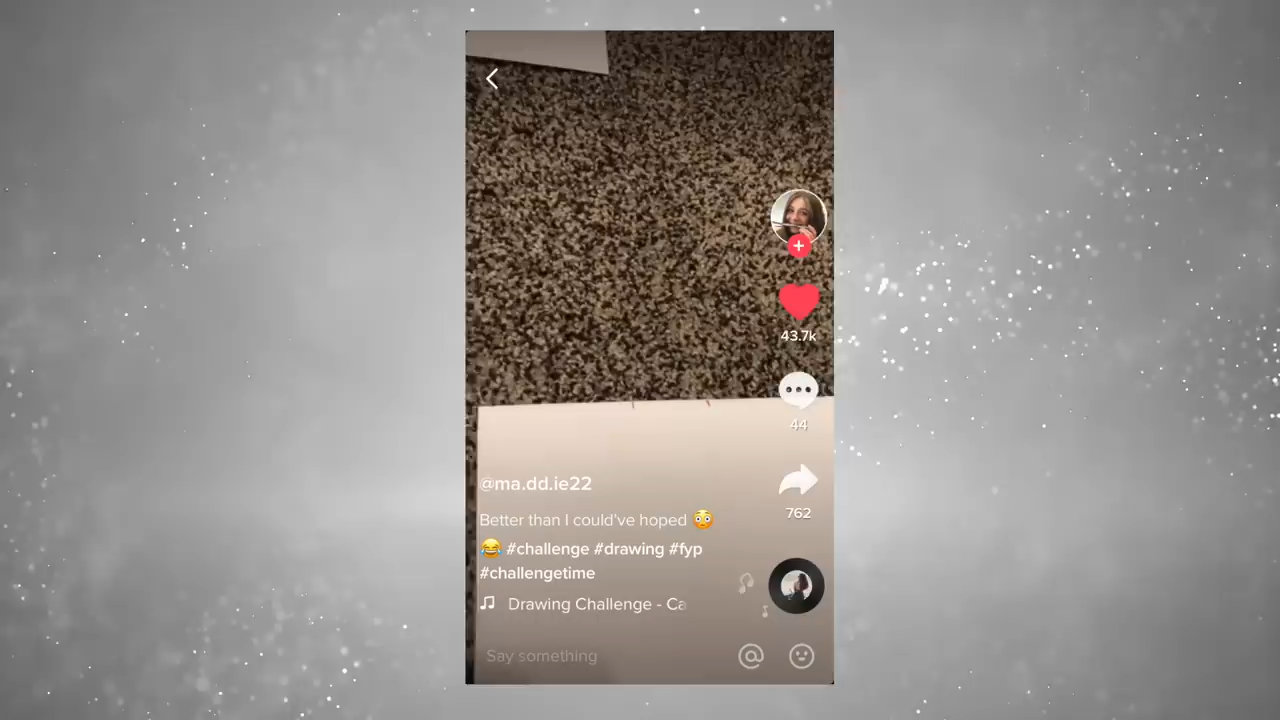 43.7k
44
@ma.dd.ie22
762
Better than I could've hoped 😳
😂 #challenge #drawing #fyp
#challengetime
Drawing Challenge - Ca
Say something